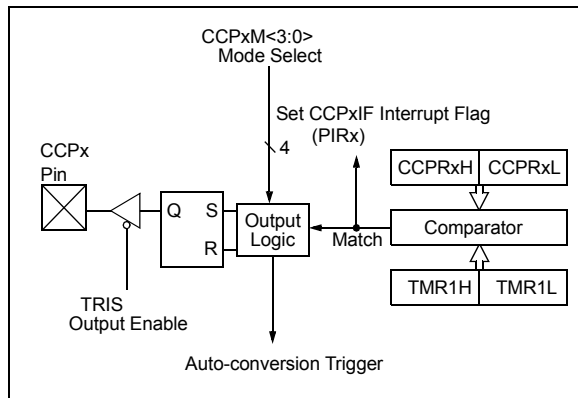 CCPxM<3:0>
Mode Select
Set CCPxIF Interrupt Flag
(PIRx)
4
CCPx
Pin
CCPRxH CCPRxL
Q S
R
Output
Logic
Match
Comparator
TMR1H TMR1L
TRIS
Output Enable
Auto-conversion Trigger